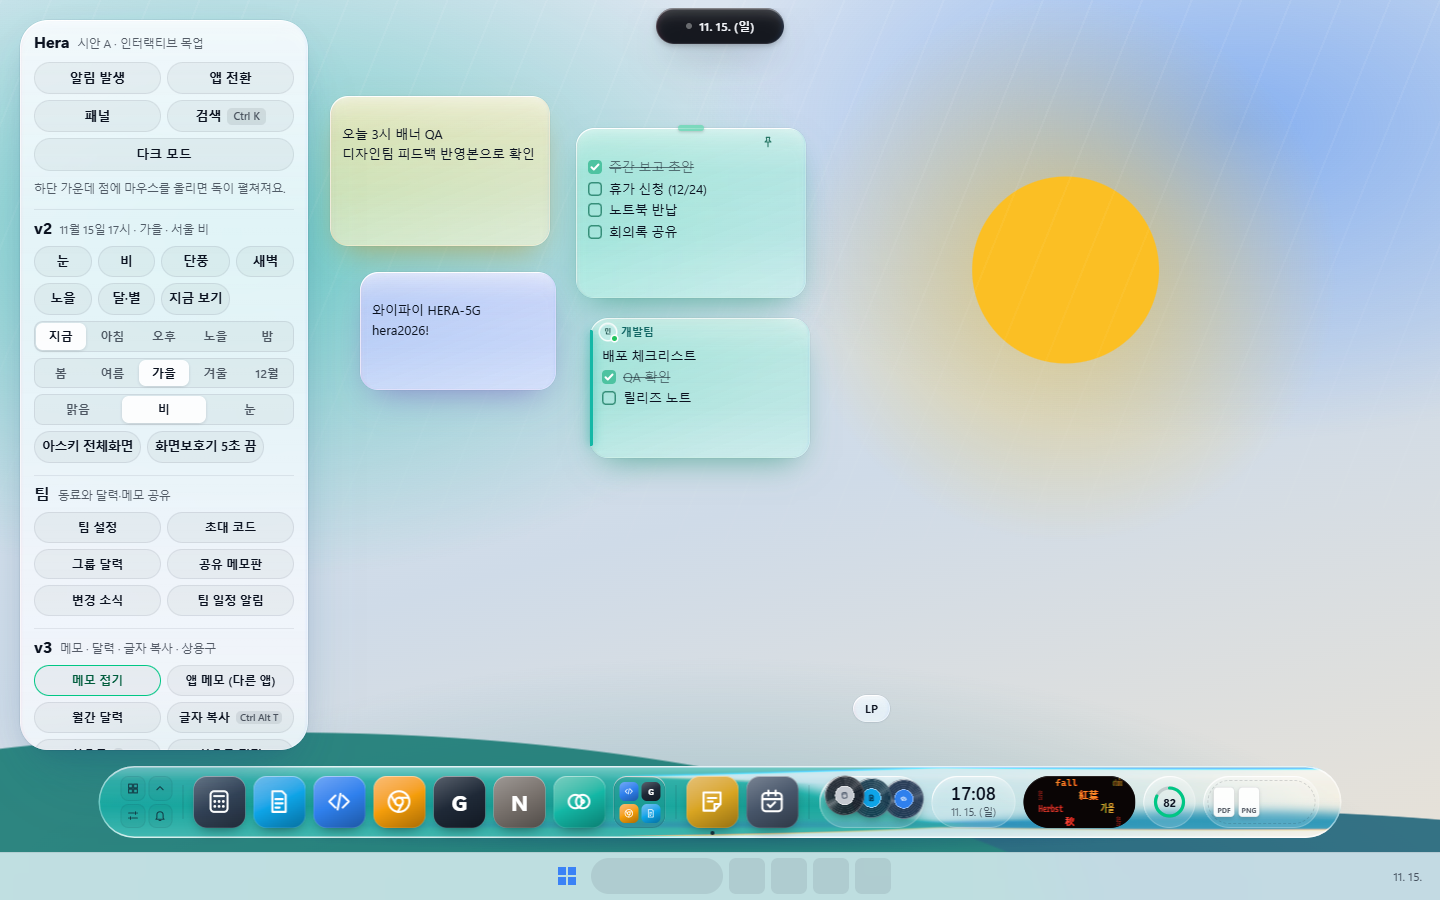 11. 15. (일)
Hera 시안 A · 인터랙티브 목업
알림 발생
앱 전환
패널
검색 Ctrl K
다크 모드
하단 가운데 점에 마우스를 올리면 독이 펼쳐져요.
v2 11월 15일 17시 · 가을 · 서울 비
눈
비
단풍
새벽
노을
달·별
지금 보기
지금
아침
오후
노을
밤
봄
여름
가을
겨울
12월
맑음
비
눈
아스키 전체화면
화면보호기 5초 끔
팀 동료와 달력·메모 공유
팀 설정
초대 코드
그룹 달력
공유 메모판
변경 소식
팀 일정 알림
v3 메모 · 달력 · 글자 복사 · 상용구
메모 접기
앱 메모 (다른 앱)
월간 달력
글자 복사 Ctrl Alt T
오늘 3시 배너 QA
디자인팀 피드백 반영본으로 확인
주간 보고 초안
휴가 신청 (12/24)
노트북 반납
회의록 공유
와이파이 HERA-5G
hera2026!
민 개발팀
배포 체크리스트
QA 확인
릴리즈 노트
LP
G
N
G
17:08
11. 15. (일)
fall
紅葉
Herbst
가을
秋
82
PDF
PNG
11. 15.